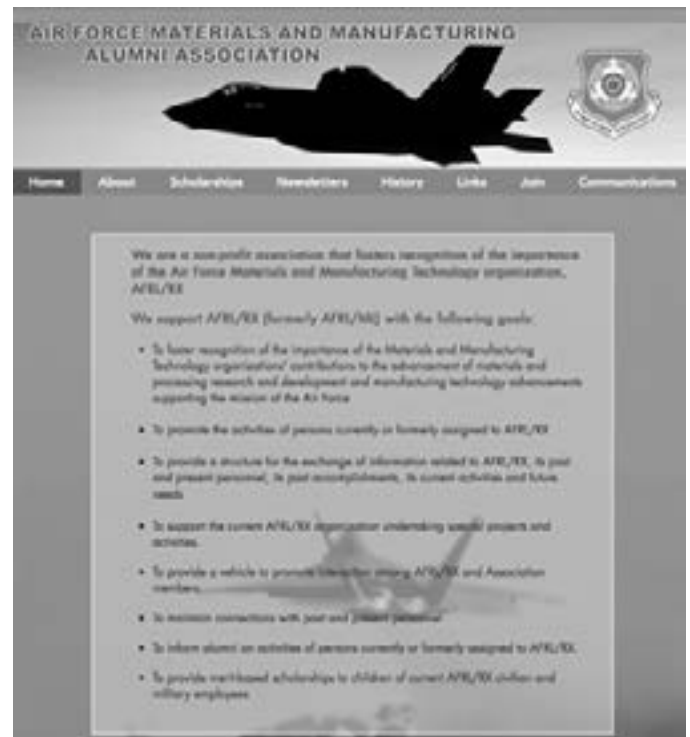 AIR FORCE MATERIALS AND MANUFACTURING
ALUMNI ASSOCIATION
Home About Scholarships Newsletters History Links Join Communications
We are a non-profit association that fosters recognition of the importance
of the Air Force Materials and Manufacturing Technology organization,
AFRL/RX
We support AFRL/RX (formerly AFRL/ML) with the following goals:
• To foster recognition of the importance of the Materials and Manufacturing
Technology organizations' contributions to the advancement of materials and
processing research and development and manufacturing technology advancements
supporting the mission of the Air Force
• To promote the activities of persons currently or formerly assigned to AFRL/RX
• To provide a structure for the exchange of information related to AFRL/RX, its past
and present personnel, its past accomplishments, its current activities and future
needs
• To support the current AFRL/RX organization undertaking special projects and
activities.
• To provide a vehicle to promote interaction among AFRL/RX and Association
members.
• To maintain connections with past and present personnel
• To inform alumni on activities of persons currently or formerly assigned to AFRL/RX.
• To provide merit-based scholarships to children of current AFRL/RX civilian and
military employees